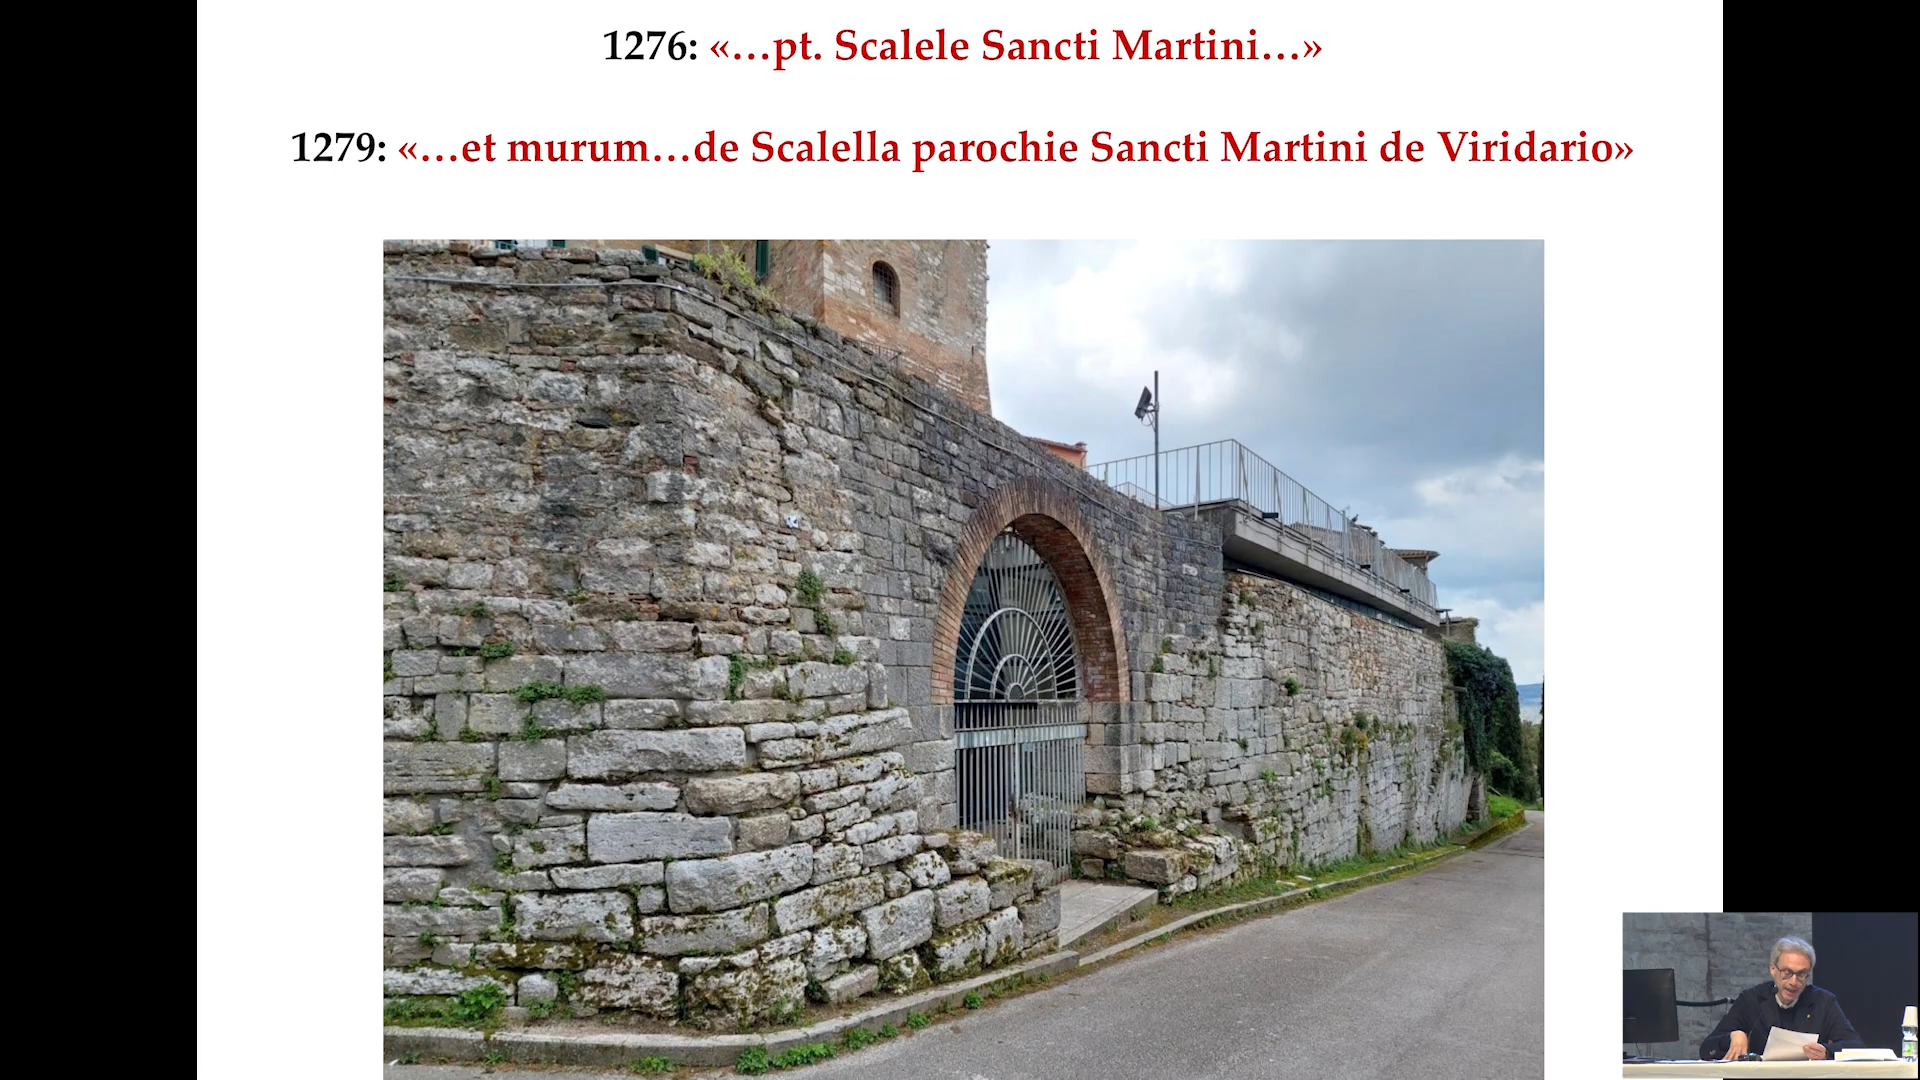 1276: «…pt. Scalele Sancti Martini…»
1279: «…et murum…de Scalella parochie Sancti Martini de Viridario»